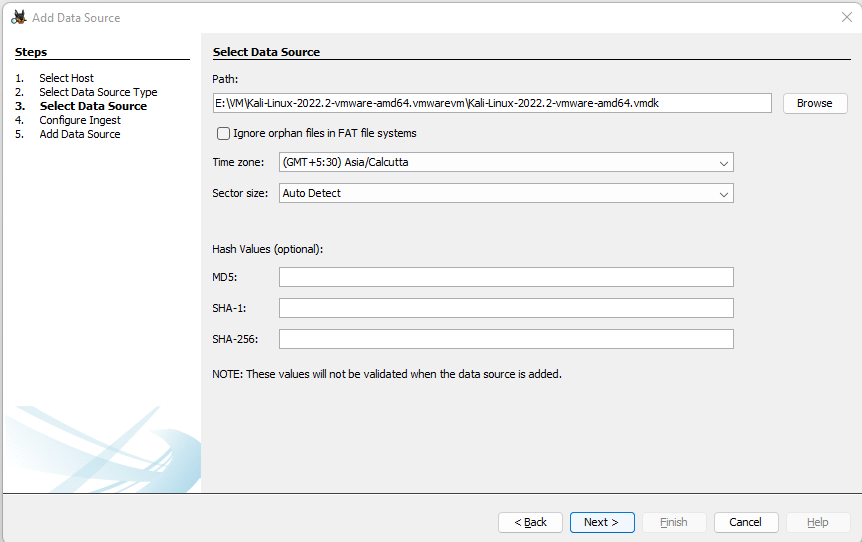 Add Data Source
Steps
1. Select Host
2. Select Data Source Type
3. Select Data Source
4. Configure Ingest
5. Add Data Source
Select Data Source
Path:
E:\VM\Kali-Linux-2022.2-vmware-amd64.vmwarevm\Kali-Linux-2022.2-vmware-amd64.vmdk
Browse
Ignore orphan files in FAT file systems
Time zone: (GMT+5:30) Asia/Calcutta
Sector size: Auto Detect
Hash Values (optional):
MD5:
SHA-1:
SHA-256:
NOTE: These values will not be validated when the data source is added.
< Back Next > Finish Cancel Help